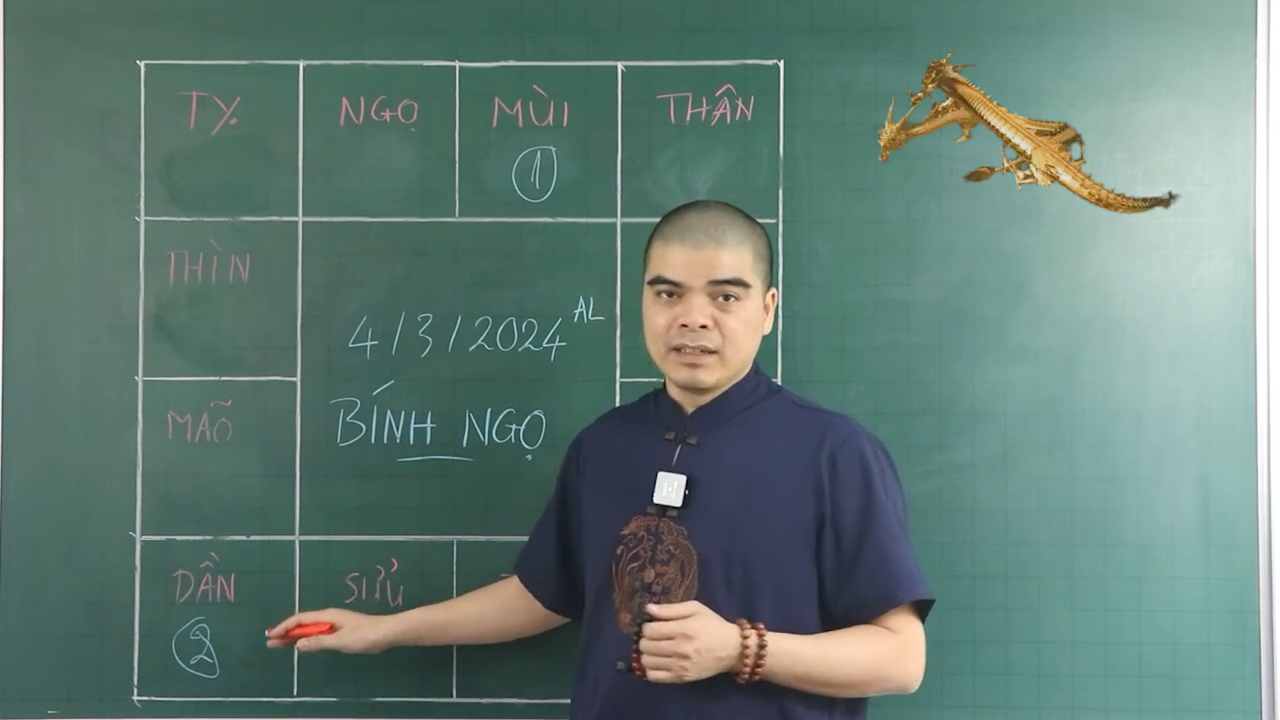 TỴ NGỌ MÙI THÂN
1
THÌN
4/3/2024 AL
MÃO
BÍNH NGỌ
DẦN SỬU
2